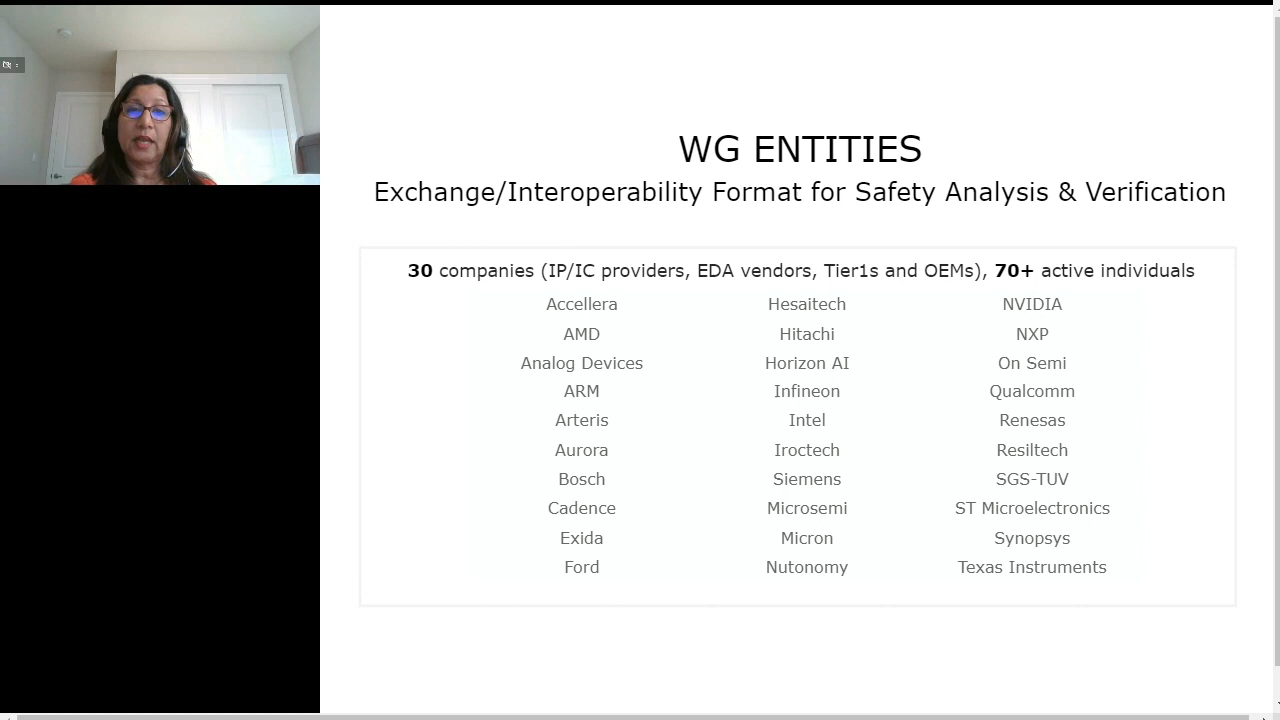 WG ENTITIES
Exchange/Interoperability Format for Safety Analysis & Verification
30 companies (IP/IC providers, EDA vendors, Tier1s and OEMs), 70+ active individuals
Accellera Hesaitech NVIDIA
AMD Hitachi NXP
Analog Devices Horizon AI On Semi
ARM Infineon Qualcomm
Arteris Intel Renesas
Aurora Iroctech Resiltech
Bosch Siemens SGS-TUV
Cadence Microsemi ST Microelectronics
Exida Micron Synopsys
Ford Nutonomy Texas Instruments